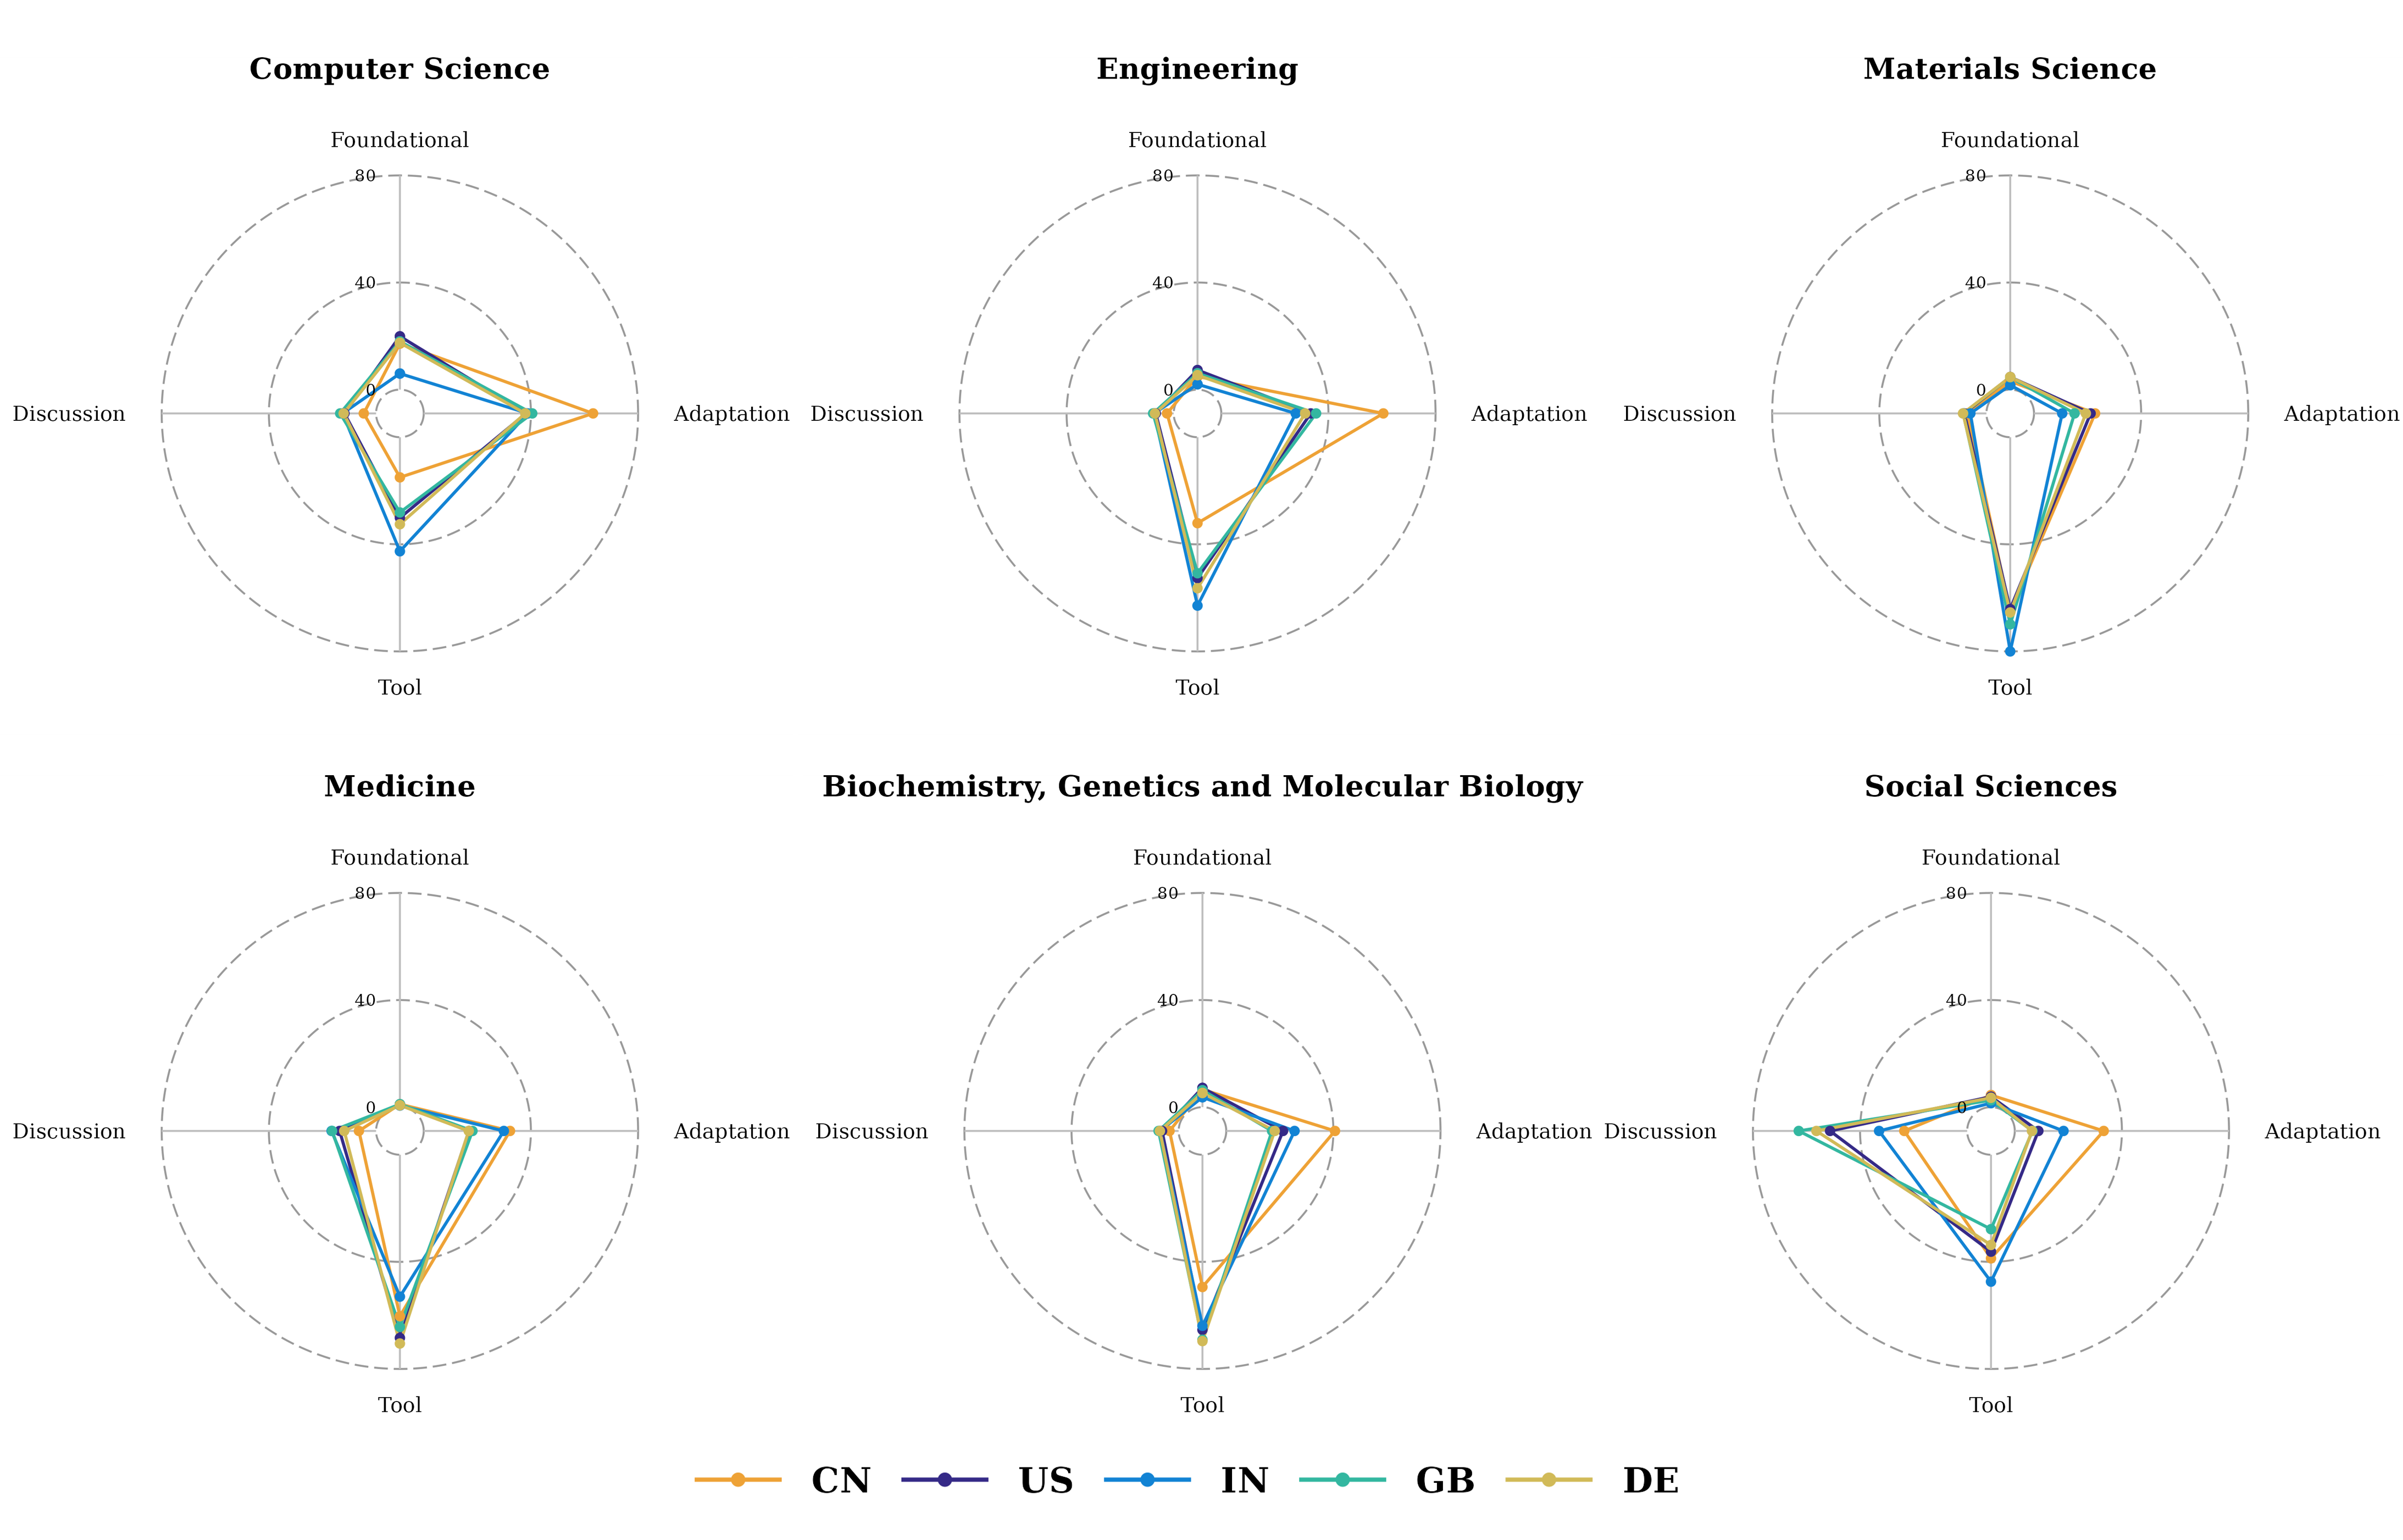 Computer Science
Engineering
Materials Science
Foundational
Foundational
Foundational
80
80
80
40
40
40
0
0
0
Discussion
Adaptation
Discussion
Adaptation
Discussion
Adaptation
Tool
Tool
Tool
Medicine
Biochemistry, Genetics and Molecular Biology
Social Sciences
Foundational
Foundational
Foundational
80
80
80
40
40
40
0
0
0
Discussion
Adaptation
Discussion
Adaptation
Discussion
Adaptation
Tool
Tool
Tool
CN US IN GB DE